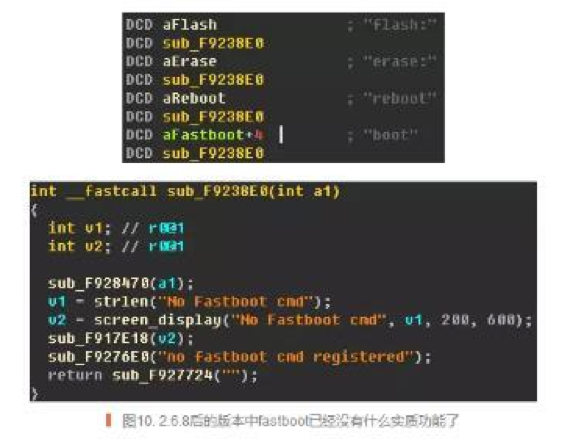 DCD aFlash ; "flash:"
DCD sub_F9238E0
DCD aErase ; "erase:"
DCD sub_F9238E0
DCD aReboot ; "reboot"
DCD sub_F9238E0
DCD aFastboot+4 ; "boot"
DCD sub_F9238E0
int __fastcall sub_F9238E0(int a1)
{
int v1; // r0@1
int v2; // r0@1
sub_F928470(a1);
v1 = strlen("No Fastboot cmd");
v2 = screen_display("No Fastboot cmd", v1, 200, 600);
sub_F917E18(v2);
sub_F9276E0("no fastboot cmd registered");
return sub_F927724("");
}
图10. 2.6.8后的版本中fastboot已经没有什么实质功能了